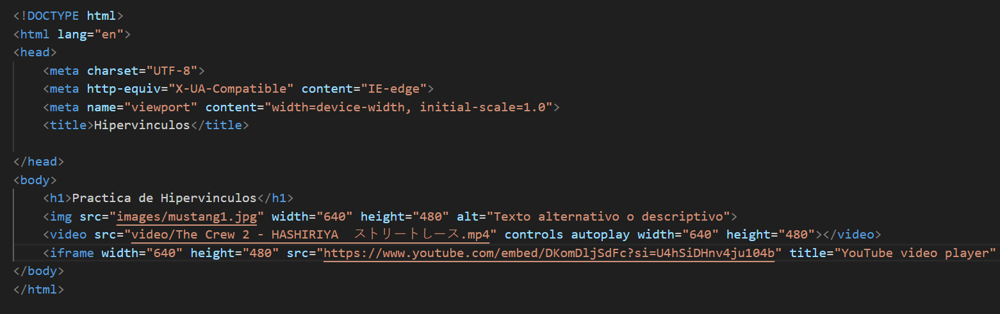 <!DOCTYPE html>
<html lang="en">
<head>
    <meta charset="UTF-8">
    <meta http-equiv="X-UA-Compatible" content="IE-edge">
    <meta name="viewport" content="width=device-width, initial-scale=1.0">
    <title>Hipervinculos</title>
</head>
<body>
    <h1>Practica de Hipervinculos</h1>
    <img src="images/mustang1.jpg" width="640" height="480" alt="Texto alternativo o descriptivo">
    <video src="video/The Crew 2 - HASHIRIYA  ストリートレース.mp4" controls autoplay width="640" height="480"></video>
    <iframe width="640" height="480" src="https://www.youtube.com/embed/DKomDljSdFc?si=U4hSiDHnv4ju104b" title="YouTube video player"
</body>
</html>